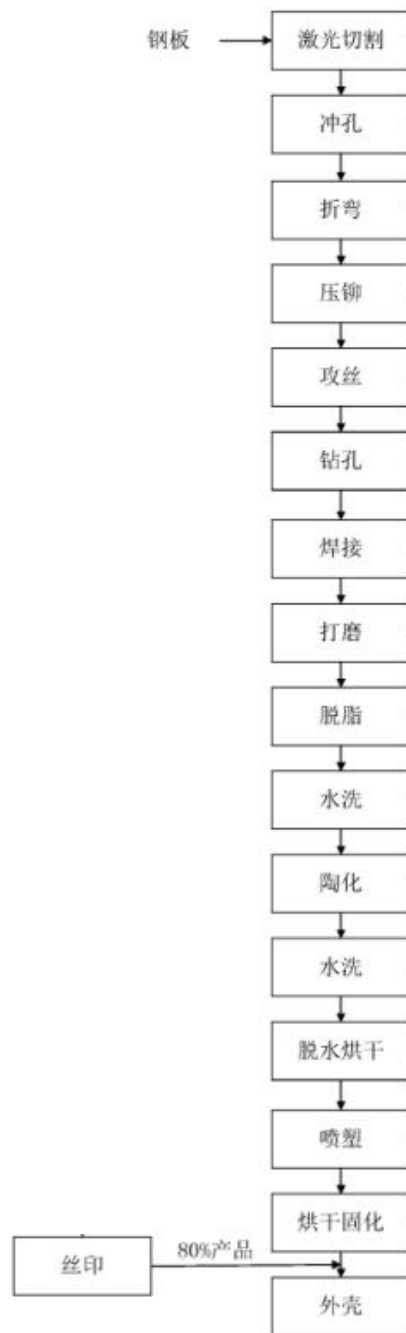 钢板
激光切割
冲孔
折弯
压铆
攻丝
钻孔
焊接
打磨
脱脂
水洗
陶化
水洗
脱水烘干
喷塑
烘干固化
丝印
80%产品
外壳